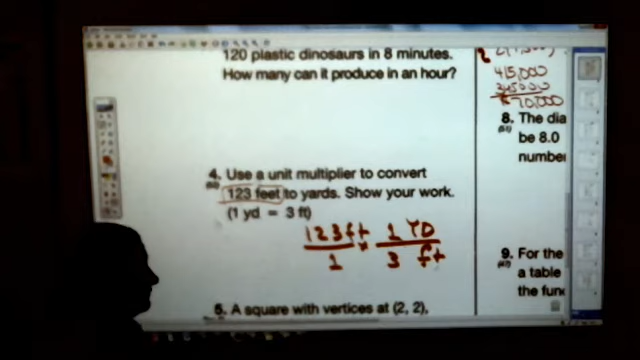 120 plastic dinosaurs in 8 minutes.
How many can it produce in an hour?
4. Use a unit multiplier to convert
123 feet to yards. Show your work.
(1 yd = 3 ft)
123 ft × 1 YD
1 3 ft
5. A square with vertices at (2, 2),
415,000
70,000
8. The dia
be 8.0
number
9. For the
a table
the func